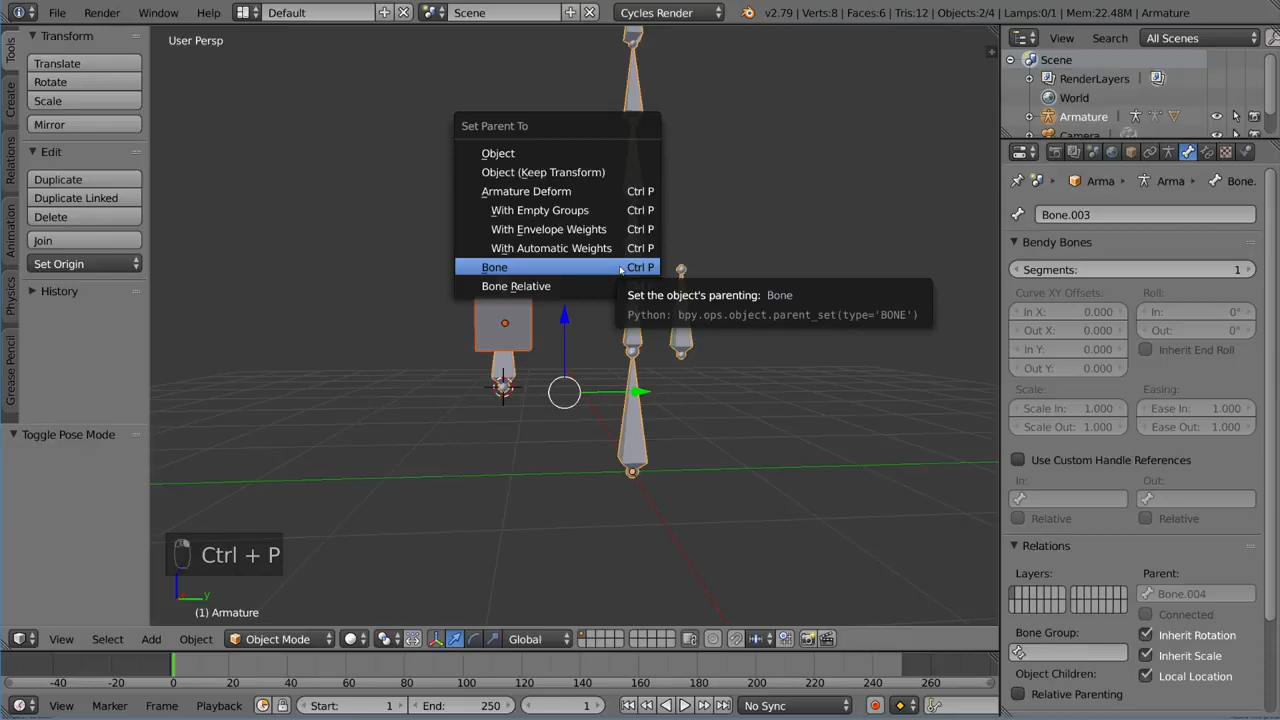 File Render Window Help Default Scene Cycles Render v2.79 | Verts:8 | Faces:6 | Tris:12 | Objects:2/4 | Lamps:0/1 | Mem:22.48M | Armature
Tools
Create
Relations
Animation
Physics
Grease Pencil
Transform
Translate
Rotate
Scale
Mirror
Edit
Duplicate
Duplicate Linked
Delete
Join
Set Origin
History
Toggle Pose Mode
User Persp
Set Parent To
Object
Object (Keep Transform)
Armature Deform Ctrl P
With Empty Groups Ctrl P
With Envelope Weights Ctrl P
With Automatic Weights Ctrl P
Bone Ctrl P
Bone Relative
Set the object's parenting: Bone
Python: bpy.ops.object.parent_set(type='BONE')
Ctrl + P
z
y
(1) Armature
View Select Add Object Object Mode Global
-40 -20 0 20 40 60 80 100 120 140 160 180 200 220 240 260
View Marker Frame Playback Start: 1 End: 250 1 No Sync
View Search All Scenes
Scene
RenderLayers
World
Armature
Camera
Arma Arma Bone.
Bone.003
Bendy Bones
Segments: 1
Curve XY Offsets: Roll:
In X: 0.000 In: 0°
Out X: 0.000 Out: 0°
In Y: 0.000 Inherit End Roll
Out Y: 0.000
Scale: Easing:
Scale In: 1.000 Ease In: 1.000
Scale Out: 1.000 Ease Out: 1.000
Use Custom Handle References
In: Out:
Relative Relative
Relations
Layers: Parent:
Bone.004
Connected
Bone Group: Inherit Rotation
Inherit Scale
Object Children: Local Location
Relative Parenting